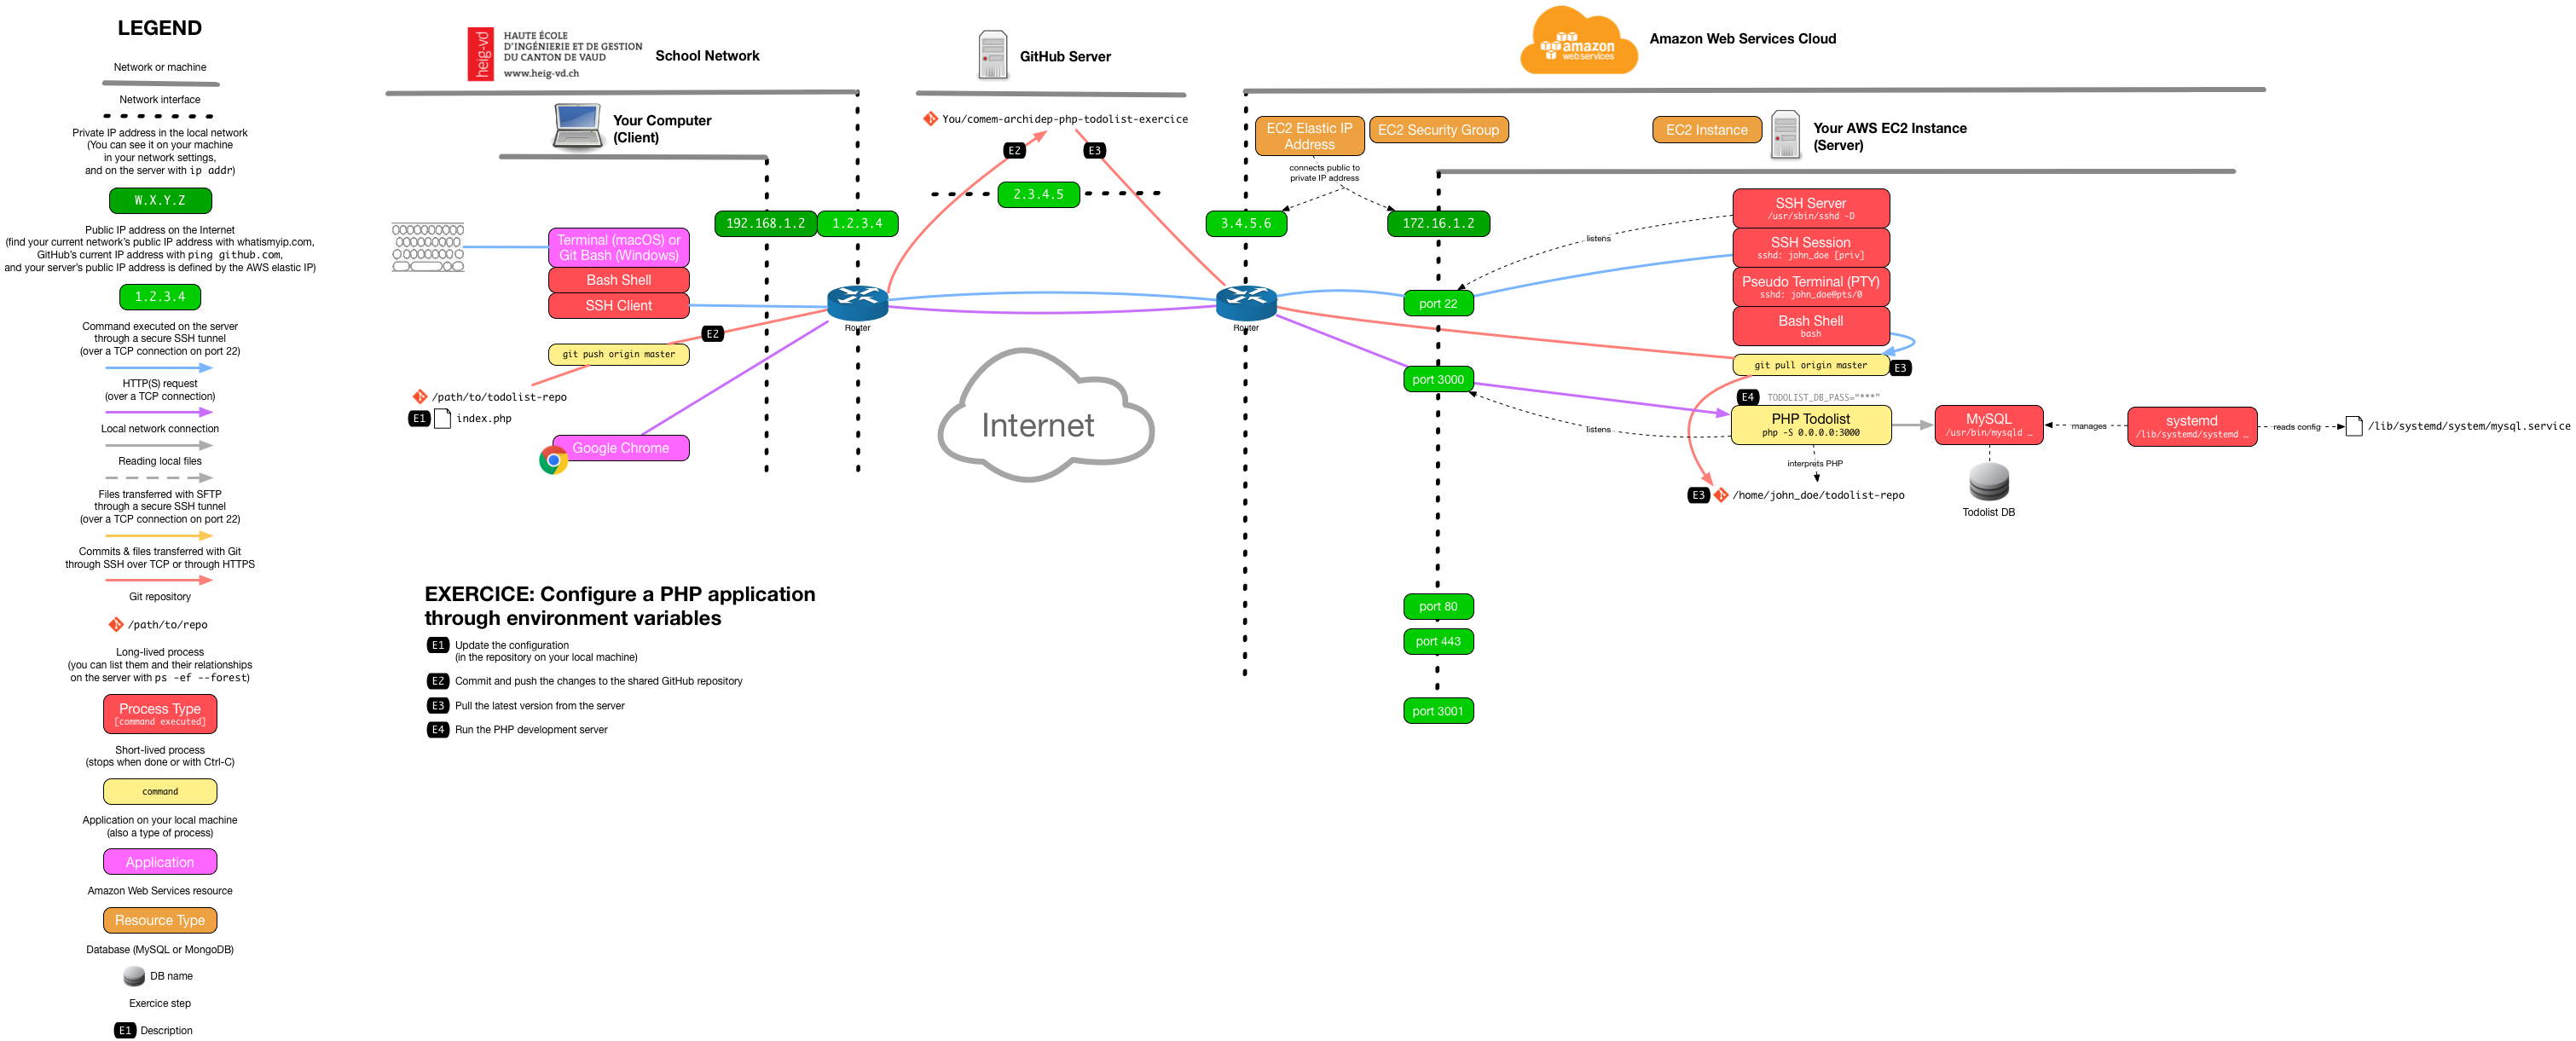 LEGEND
Network or machine
Network interface
Private IP address in the local network
(You can see it on your machine
in your network settings,
and on the server with ip addr)
W.X.Y.Z
Public IP address on the Internet
(find your current network's public IP address with whatismyip.com,
GitHub's current IP address with ping github.com,
and your server's public IP address is defined by the AWS elastic IP)
1.2.3.4
Command executed on the server
through a secure SSH tunnel
(over a TCP connection on port 22)
HTTP(S) request
(over a TCP connection)
Local network connection
Reading local files
Files transferred with SFTP
through a secure SSH tunnel
(over a TCP connection on port 22)
Commits & files transferred with Git
through SSH over TCP or through HTTPS
Git repository
/path/to/repo
Long-lived process
(you can list them and their relationships
on the server with ps -ef --forest)
Process Type
[command executed]
Short-lived process
(stops when done or with Ctrl-C)
command
Application on your local machine
(also a type of process)
Application
Amazon Web Services resource
Resource Type
Database (MySQL or MongoDB)
DB name
Exercice step
E1 Description
heig-vd
HAUTE ÉCOLE
D'INGÉNIERIE ET DE GESTION
DU CANTON DE VAUD
www.heig-vd.ch
School Network
Your Computer
(Client)
192.168.1.2
1.2.3.4
Terminal (macOS) or
Git Bash (Windows)
Bash Shell
SSH Client
E2
git push origin master
/path/to/todolist-repo
E1 index.php
Google Chrome
Router
GitHub Server
You/comem-archidep-php-todolist-exercice
E2
E3
2.3.4.5
Internet
amazon
webservices
Amazon Web Services Cloud
EC2 Elastic IP
Address
EC2 Security Group
EC2 Instance
Your AWS EC2 Instance
(Server)
connects public to
private IP address
3.4.5.6
172.16.1.2
Router
SSH Server
/usr/sbin/sshd -D
listens
SSH Session
sshd: john_doe [priv]
Pseudo Terminal (PTY)
sshd: john_doe@pts/0
Bash Shell
bash
port 22
git pull origin master
E3
port 3000
E4 TODOLIST_DB_PASS="***"
PHP Todolist
php -S 0.0.0.0:3000
listens
MySQL
/usr/bin/mysqld …
manages
systemd
/lib/systemd/systemd …
reads config
/lib/systemd/system/mysql.service
interprets PHP
E3 /home/john_doe/todolist-repo
Todolist DB
port 80
port 443
port 3001
EXERCICE: Configure a PHP application
through environment variables
E1 Update the configuration
(in the repository on your local machine)
E2 Commit and push the changes to the shared GitHub repository
E3 Pull the latest version from the server
E4 Run the PHP development server